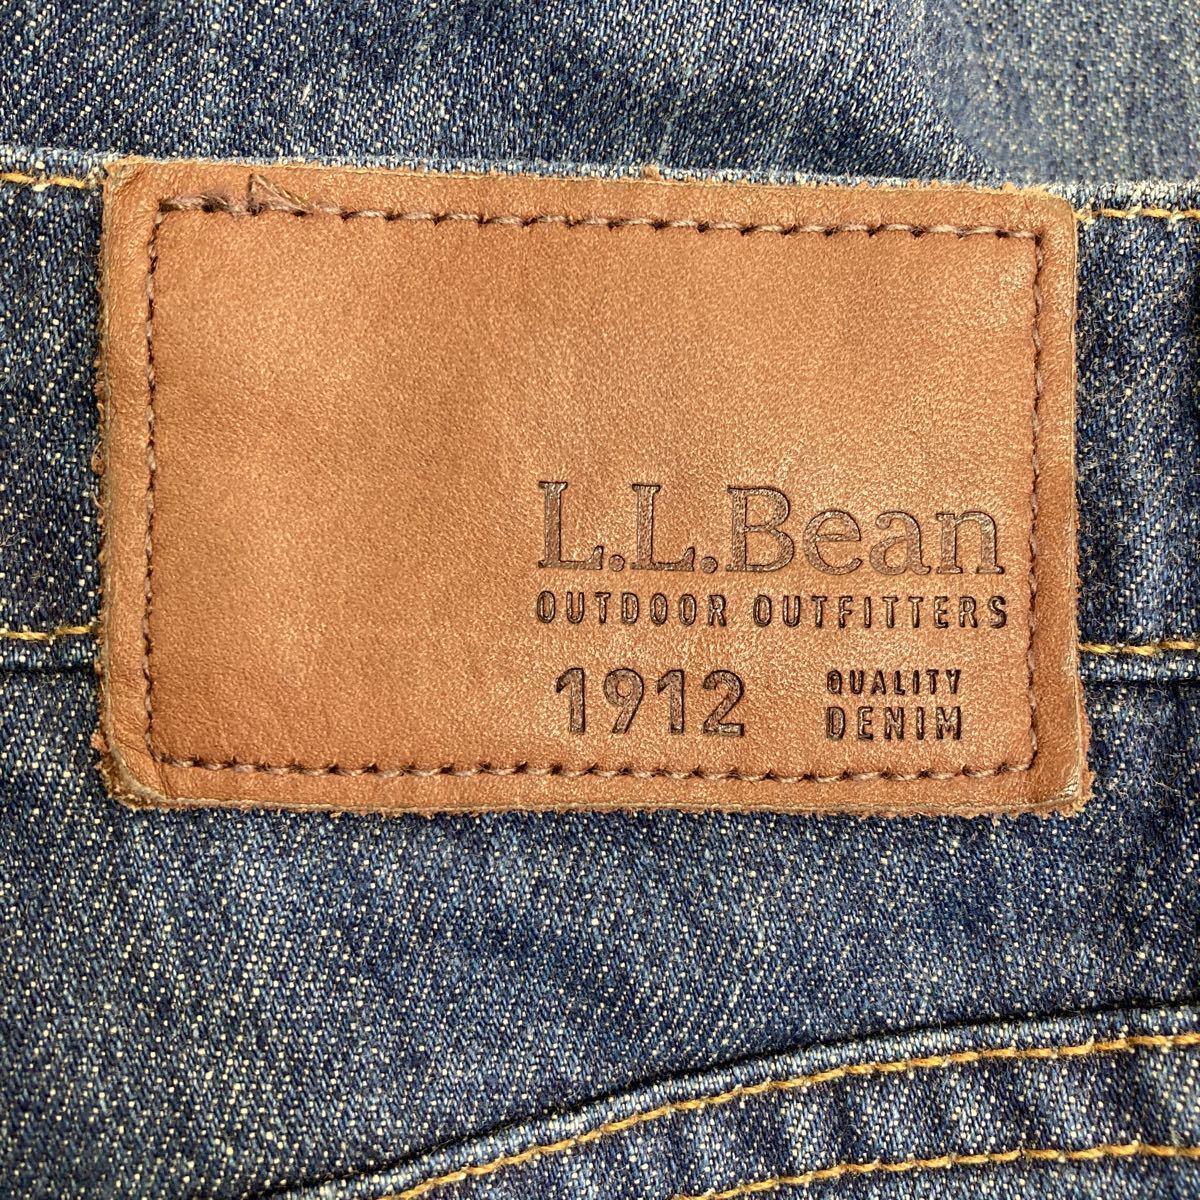 L.L.Bean
OUTDOOR OUTFITTERS
1912
QUALITY
DENIM